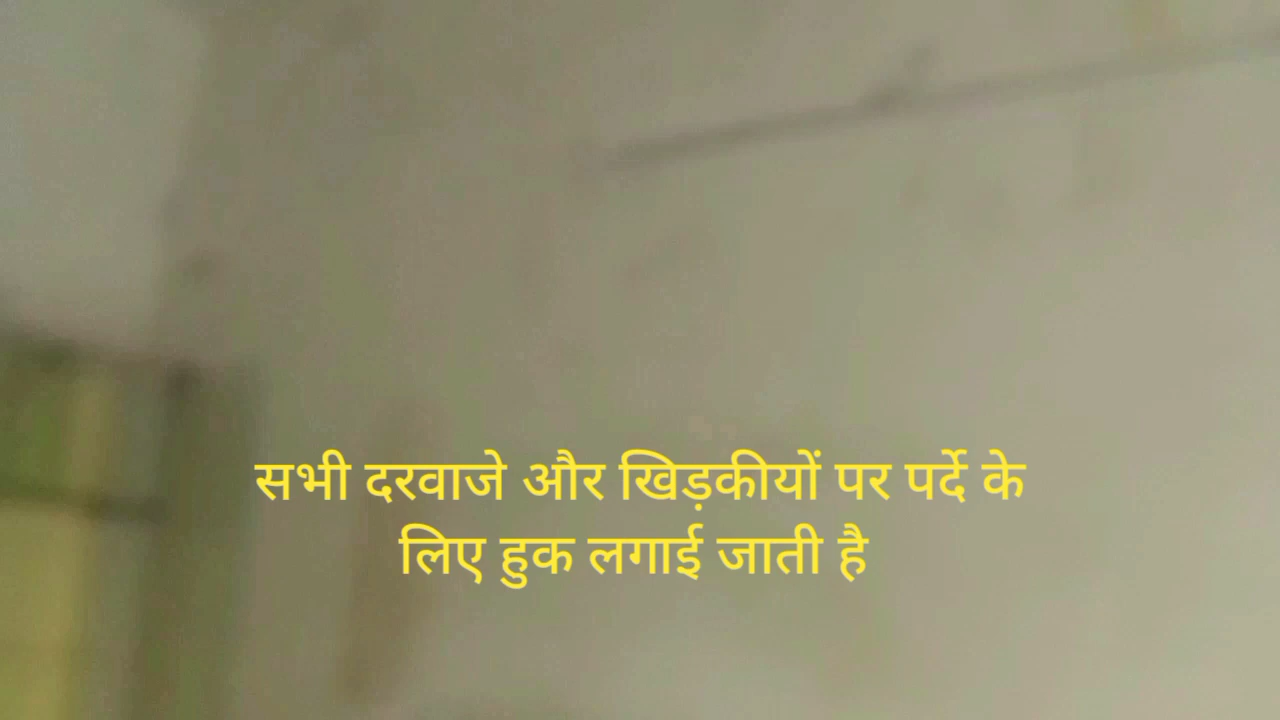 सभी दरवाजे और खिड़कीयों पर पर्दे के
लिए हुक लगाई जाती है